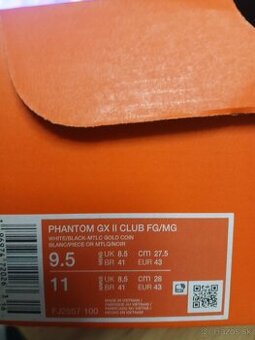 PHANTOM GX II CLUB FG/MG
WHITE/BLACK-MTLC GOLD COIN
BLANC/PIECE OR MTLQ/NOIR
9.5 UK 8.5 CM 27.5
BR 41 EUR 43
11 UK 8.5 CM 28
BR 41 EUR 43
FJ2557 100